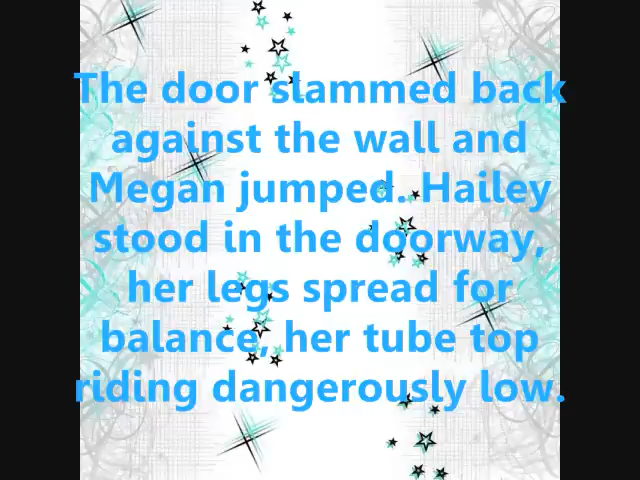 The door slammed back
against the wall and
Megan jumped. Hailey
stood in the doorway,
her legs spread for
balance, her tube top
riding dangerously low.